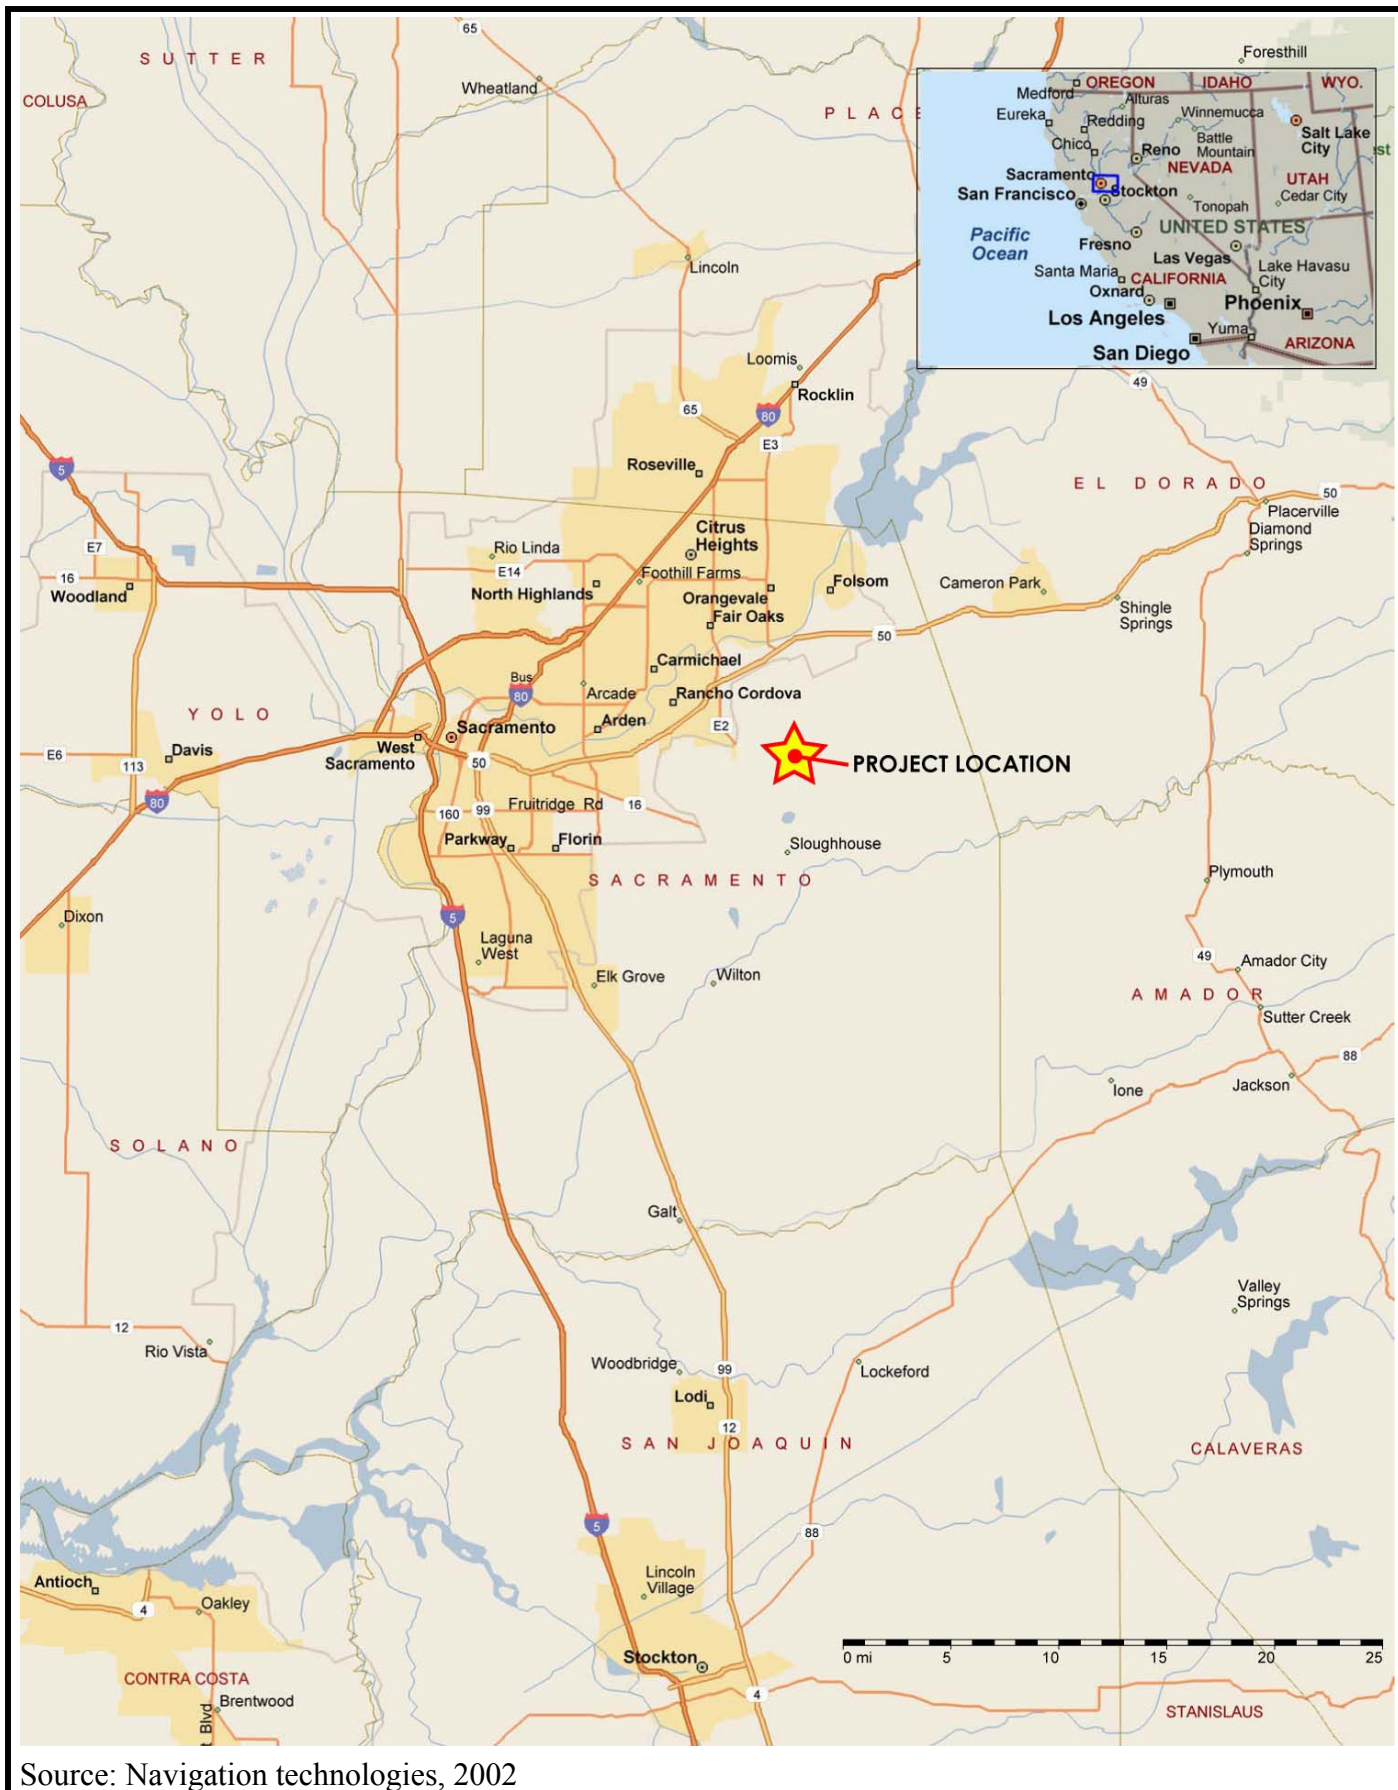 65
Foresthill
SUTTER
Wheatland
COLUSA
PLACE
OREGON
IDAHO
WYO.
Medford
Alturas
Eureka
Redding
Winnemucca
Salt Lake
City
Chico
Battle
Mountain
Reno
NEVADA
st
Sacramento
UTAH
Stockton
San Francisco
Cedar City
Tonopah
Pacific
Ocean
UNITED STATES
Fresno
Las Vegas
Santa Maria
Lake Havasu
City
CALIFORNIA
Oxnard
Phoenix
Los Angeles
Yuma
ARIZONA
San Diego
Lincoln
Loomis
Rocklin
49
65
80
E3
5
Roseville
EL DORADO
50
Placerville
Citrus
Heights
Diamond
Springs
E7
Rio Linda
E14
Foothill Farms
16
Woodland
North Highlands
Orangevale
Folsom
Cameron Park
Fair Oaks
Shingle
Springs
50
Carmichael
Bus
80
Arcade
Rancho Cordova
YOLO
Arden
E2
Sacramento
Davis
West
Sacramento
E6
113
50
PROJECT LOCATION
80
Fruitridge Rd
16
160
99
Parkway
Florin
Sloughhouse
SACRAMENTO
Plymouth
Dixon
5
Laguna
West
49
Amador City
Elk Grove
Wilton
AMADOR
Sutter Creek
88
Ione
Jackson
SOLANO
Galt
Valley
Springs
12
Rio Vista
Woodbridge
99
Lockeford
Lodi
12
SAN JOAQUIN
CALAVERAS
5
88
Antioch
Lincoln
Village
4
Oakley
Stockton
0 mi 5 10 15 20 25
CONTRA COSTA
4
Brentwood
STANISLAUS
t Blvd
Source: Navigation technologies, 2002